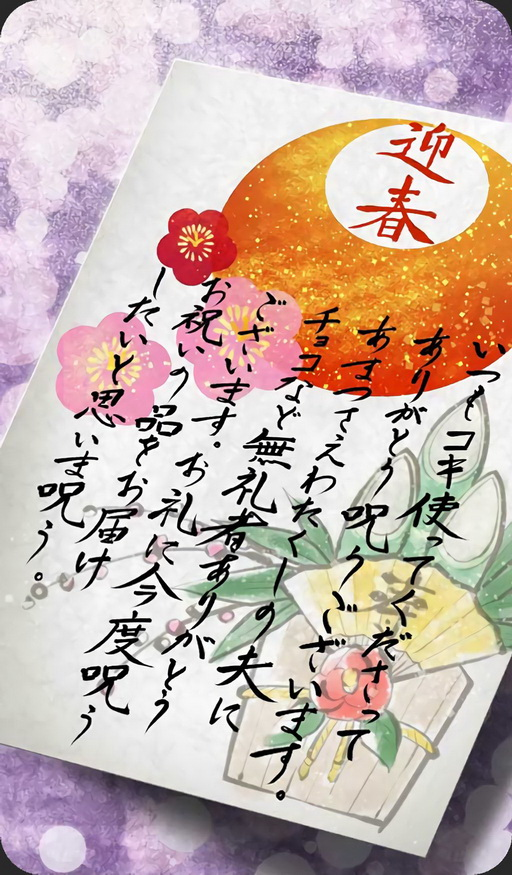 迎春
いつもコキ使ってくださって
ありがとう呪うございます。
あまつさえわたくしの夫に
チョコなど無礼者ありがとう
ございます。お礼に今度呪う
お祝いの品をお届け
したいと思いま呪う。